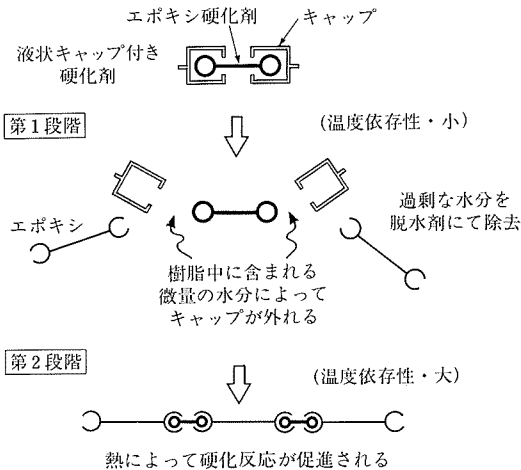 エポキシ硬化剤
キャップ
液状キャップ付き
硬化剤
第1段階
(温度依存性・小)
エポキシ
過剰な水分を
脱水剤にて除去
樹脂中に含まれる
微量の水分によって
キャップが外れる
第2段階
(温度依存性・大)
熱によって硬化反応が促進される